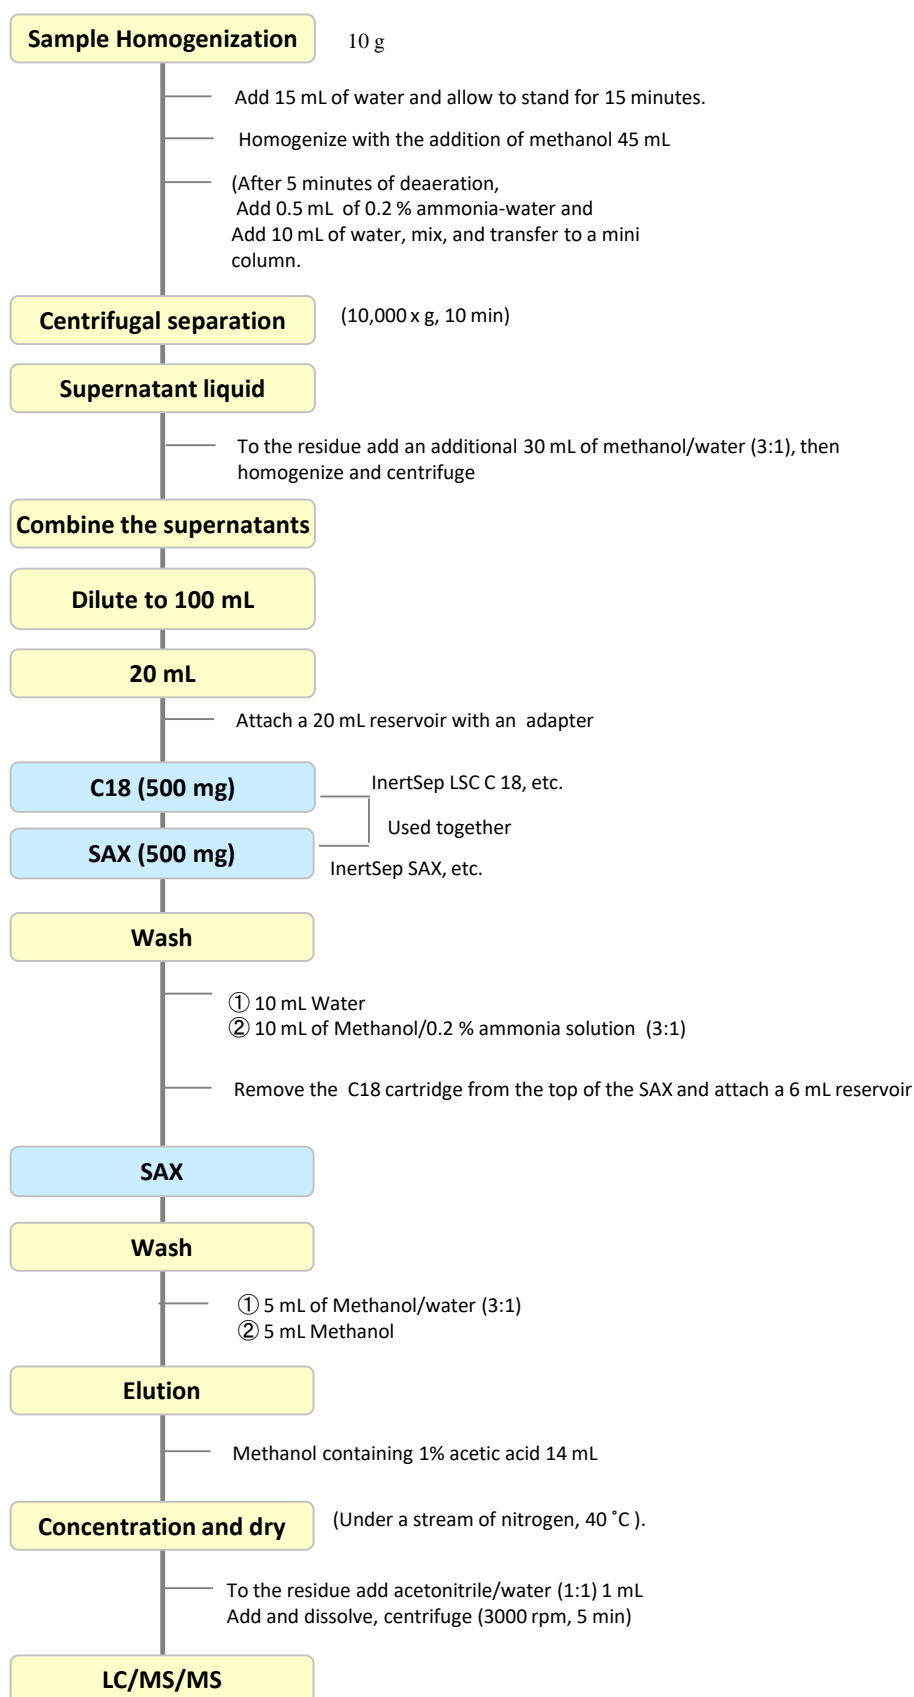 Sample Homogenization
10 g
Add 15 mL of water and allow to stand for 15 minutes.
Homogenize with the addition of methanol 45 mL
(After 5 minutes of deaeration,
Add 0.5 mL of 0.2 % ammonia-water and
Add 10 mL of water, mix, and transfer to a mini
column.
Centrifugal separation
(10,000 x g, 10 min)
Supernatant liquid
To the residue add an additional 30 mL of methanol/water (3:1), then
homogenize and centrifuge
Combine the supernatants
Dilute to 100 mL
20 mL
Attach a 20 mL reservoir with an adapter
C18 (500 mg)
InertSep LSC C 18, etc.
Used together
SAX (500 mg)
InertSep SAX, etc.
Wash
① 10 mL Water
② 10 mL of Methanol/0.2 % ammonia solution (3:1)
Remove the C18 cartridge from the top of the SAX and attach a 6 mL reservoir
SAX
Wash
① 5 mL of Methanol/water (3:1)
② 5 mL Methanol
Elution
Methanol containing 1% acetic acid 14 mL
Concentration and dry
(Under a stream of nitrogen, 40 ˚C ).
To the residue add acetonitrile/water (1:1) 1 mL
Add and dissolve, centrifuge (3000 rpm, 5 min)
LC/MS/MS